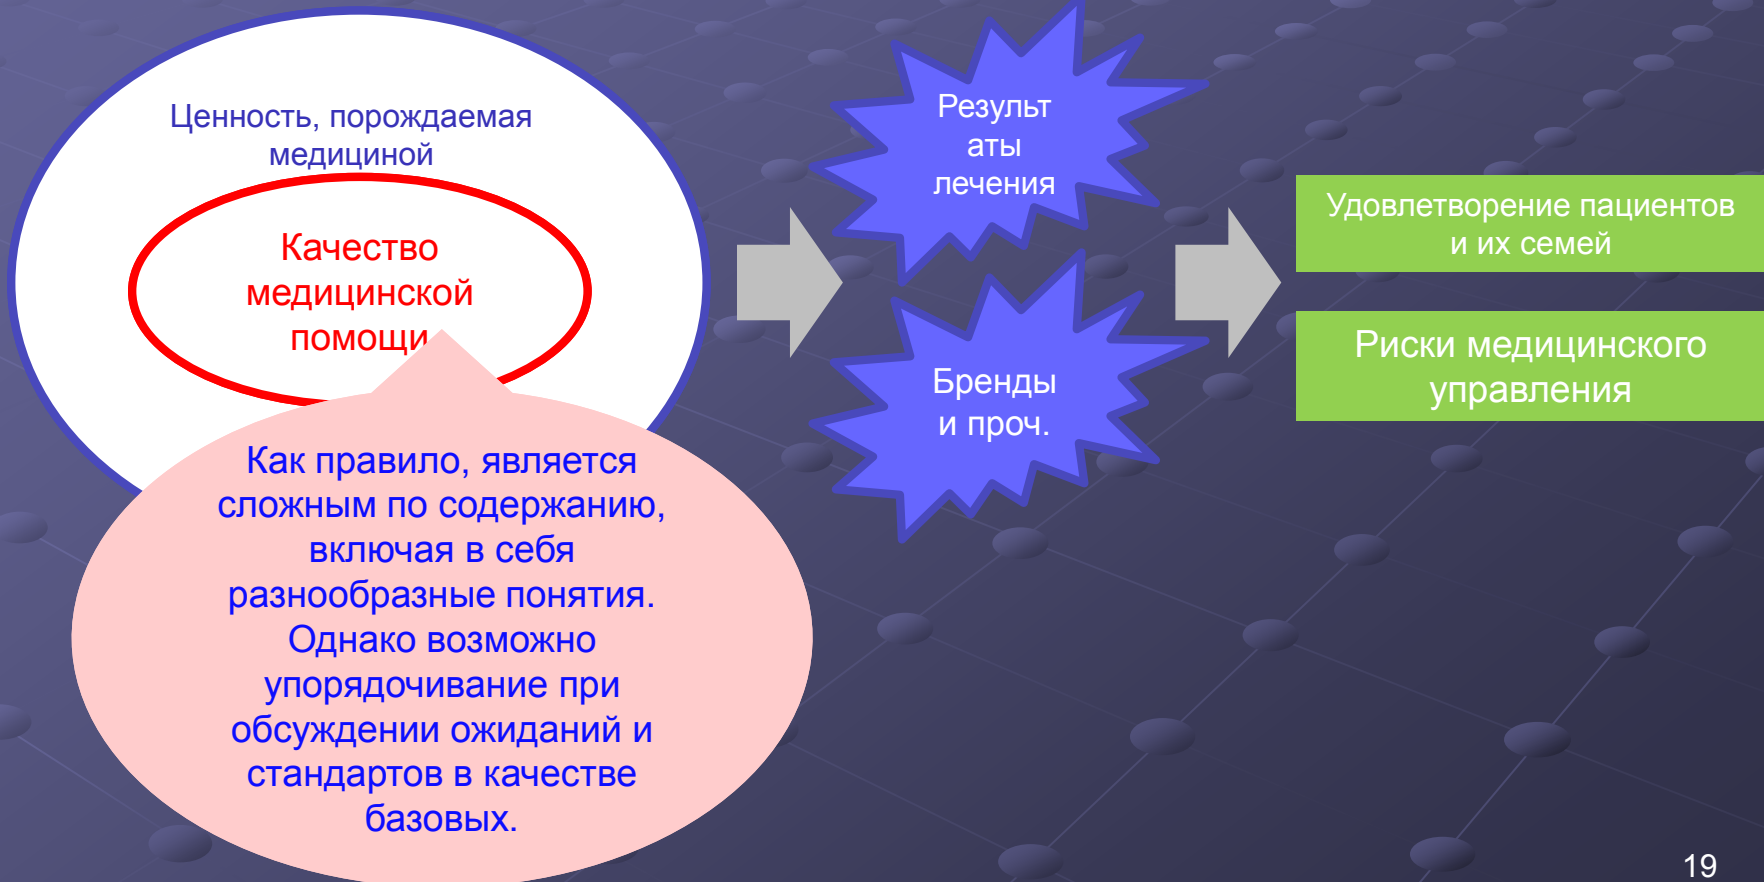 Ценность, порождаемая
медициной
Качество
медицинской
помощи
Как правило, является
сложным по содержанию,
включая в себя
разнообразные понятия.
Однако возможно
упорядочивание при
обсуждении ожиданий и
стандартов в качестве
базовых.
Результ
аты
лечения
Бренды
и проч.
Удовлетворение пациентов
и их семей
Риски медицинского
управления
19